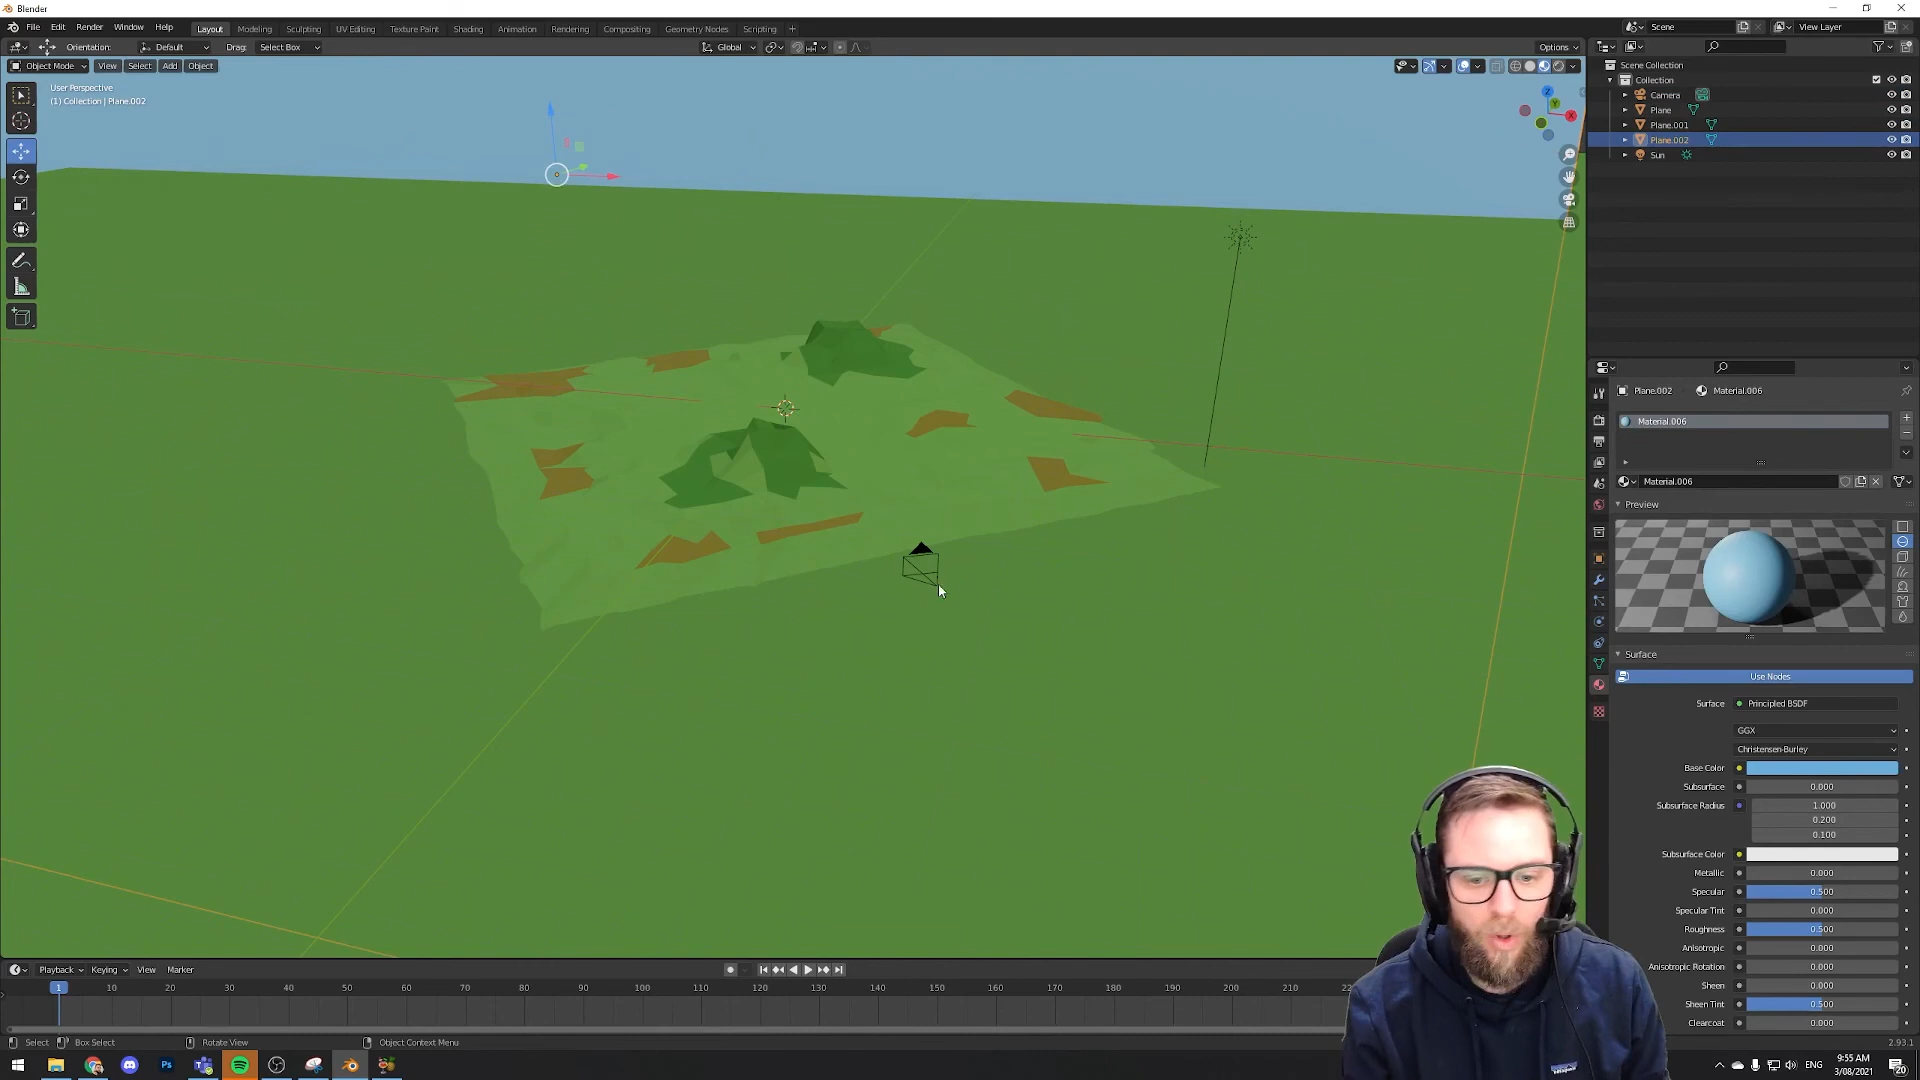 Blender
File Edit Render Window Help Layout Modeling Sculpting UV Editing Texture Paint Shading Animation Rendering Compositing Geometry Nodes Scripting + Scene View Layer
Orientation: Default Drag: Select Box Global Options
Object Mode View Select Add Object
User Perspective
(1) Collection | Plane.002
Z
Y
X
Scene Collection
Collection
Camera
Plane
Plane.001
Plane.002
Sun
Plane.002 Material.006
Material.006
Material.006
Preview
Surface
Use Nodes
Surface Principled BSDF
GGX
Christensen-Burley
Base Color
Subsurface 0.000
Subsurface Radius 1.000
0.200
0.100
Subsurface Color
Metallic 0.000
Specular 0.500
Specular Tint 0.000
Roughness 0.500
Anisotropic 0.000
Anisotropic Rotation 0.000
Sheen 0.000
Sheen Tint 0.500
Clearcoat 0.000
Playback Keying View Marker
1 10 20 30 40 50 60 70 80 90 100 110 120 130 140 150 160 170 180 190 200 210
Select Box Select Rotate View Object Context Menu 2.93.1
Ps ENG 9:55 AM
3/08/2021
20